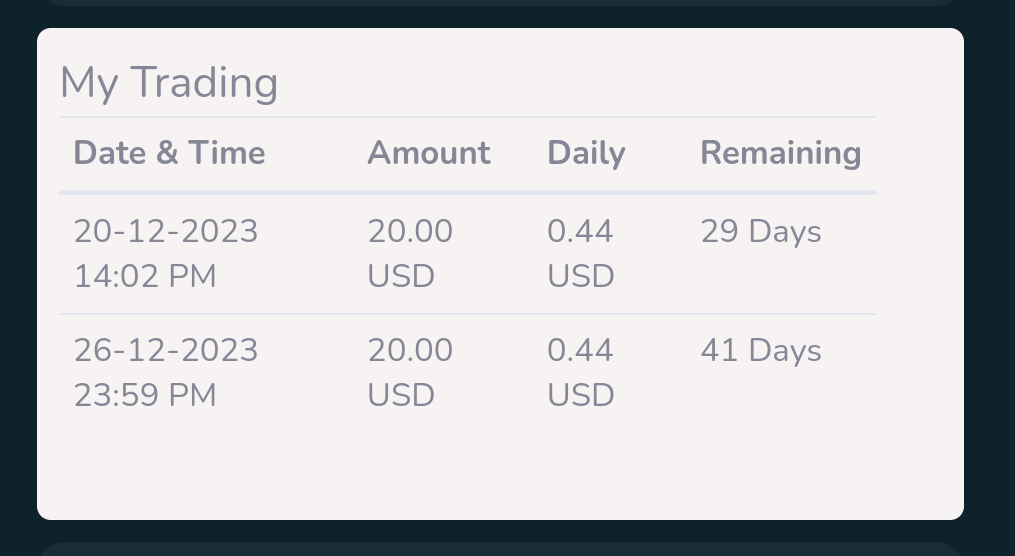 My Trading
Date & Time Amount Daily Remaining
20-12-2023 20.00 0.44 29 Days
14:02 PM USD USD
26-12-2023 20.00 0.44 41 Days
23:59 PM USD USD